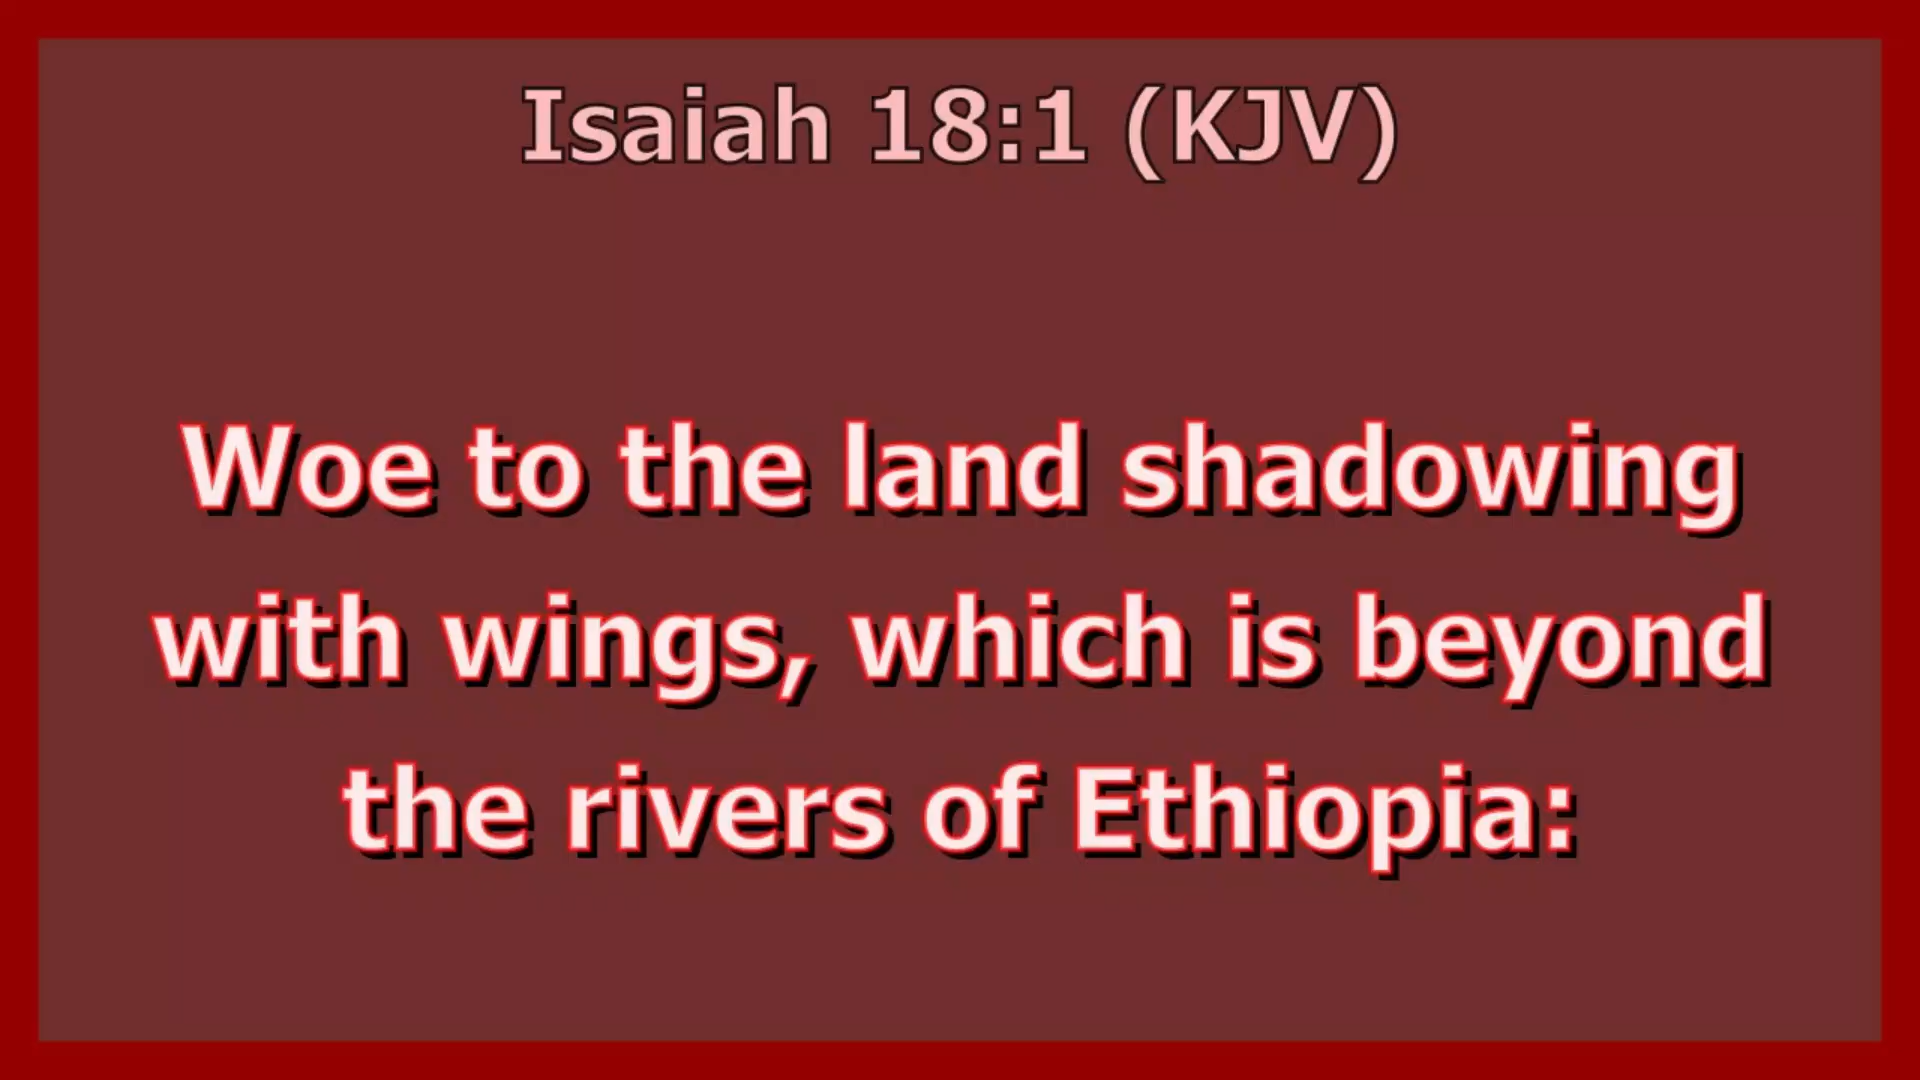 Isaiah 18:1 (KJV)
Woe to the land shadowing
with wings, which is beyond
the rivers of Ethiopia: